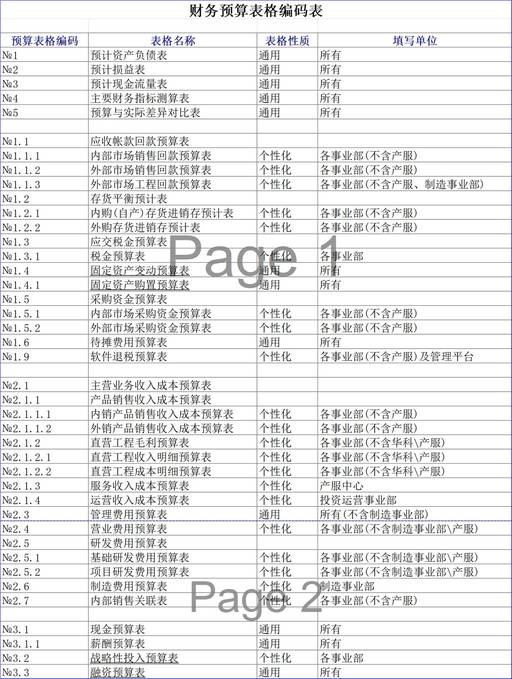 财务预算表格编码表
预算表格编码 表格名称 表格性质 填写单位
№1 预计资产负债表 通用 所有
№2 预计损益表 通用 所有
№3 预计现金流量表 通用 所有
№4 主要财务指标测算表 通用 所有
№5 预算与实际差异对比表 通用 所有
№1.1 应收帐款回款预算表
№1.1.1 内部市场销售回款预算表 个性化 各事业部(不含产服)
№1.1.2 外部市场销售回款预算表 个性化 各事业部(不含产服)
№1.1.3 外部市场工程回款预算表 个性化 各事业部(不含产服、制造事业部)
№1.2 存货平衡预计表
№1.2.1 内购(自产)存货进销存预计表 个性化 各事业部(不含产服)
№1.2.2 外购存货进销存预计表 个性化 各事业部(不含产服)
№1.3 应交税金预算表
№1.3.1 税金预算表 个性化 各事业部
№1.4 固定资产变动预算表 通用 所有
№1.4.1 固定资产购置预算表 通用 所有
№1.5 采购资金预算表
№1.5.1 内部市场采购资金预算表 个性化 各事业部(不含产服)
№1.5.2 外部市场采购资金预算表 个性化 各事业部(不含产服)
№1.6 待摊费用预算表 通用 所有
№1.9 软件退税预算表 个性化 各事业部(不含产服)及管理平台
Page 1
№2.1 主营业务收入成本预算表
№2.1.1 产品销售收入成本预算表
№2.1.1.1 内销产品销售收入成本预算表 个性化 各事业部(不含产服)
№2.1.1.2 外销产品销售收入成本预算表 个性化 各事业部(不含产服)
№2.1.2 直营工程毛利预算表 个性化 各事业部(不含华科\产服)
№2.1.2.1 直营工程收入明细预算表 个性化 各事业部(不含华科\产服)
№2.1.2.2 直营工程成本明细预算表 个性化 各事业部(不含华科\产服)
№2.1.3 服务收入成本预算表 个性化 产服中心
№2.1.4 运营收入成本预算表 个性化 投资运营事业部
№2.3 管理费用预算表 通用 所有(不含制造事业部)
№2.4 营业费用预算表 个性化 各事业部(不含制造事业部\产服)
№2.5 研发费用预算表
№2.5.1 基础研发费用预算表 个性化 各事业部(不含制造事业部\产服)
№2.5.2 项目研发费用预算表 个性化 各事业部(不含制造事业部\产服)
№2.6 制造费用预算表 个性化 制造事业部
№2.7 内部销售关联表 个性化 各事业部(不含产服)
Page 2
№3.1 现金预算表 通用 所有
№3.1.1 薪酬预算表 通用 所有
№3.2 战略性投入预算表 个性化 各事业部
№3.3 融资预算表 通用 所有